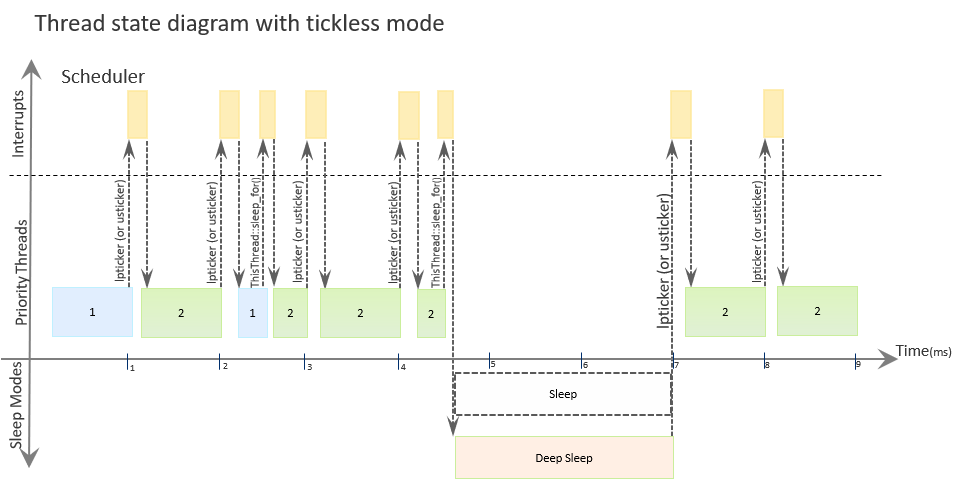 Thread state diagram with tickless mode
Scheduler
Interrupts
lpticker (or usticker)
lpticker (or usticker)
ThisThread::sleep_for()
lpticker (or usticker)
lpticker (or usticker)
ThisThread::sleep_for()
lpticker (or usticker)
lpticker (or usticker)
Priority Threads
1
2
1
2
2
2
2
2
Time(ms)
1
2
3
4
5
6
7
8
9
Sleep Modes
Sleep
Deep Sleep